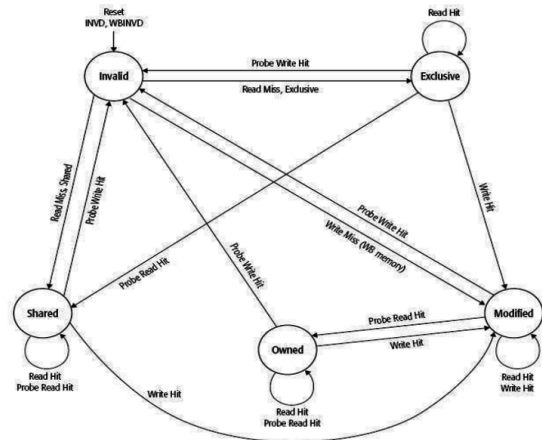 Reset
INVD, WBINVD
Read Hit
Invalid
Probe Write Hit
Exclusive
Read Miss, Exclusive
Read Miss, Shared
Probe Write Hit
Probe Read Hit
Probe Write Hit
Probe Write Hit
Write Miss (WB memory)
Write Hit
Shared
Owned
Probe Read Hit
Write Hit
Modified
Read Hit
Probe Read Hit
Write Hit
Read Hit
Probe Read Hit
Read Hit
Write Hit